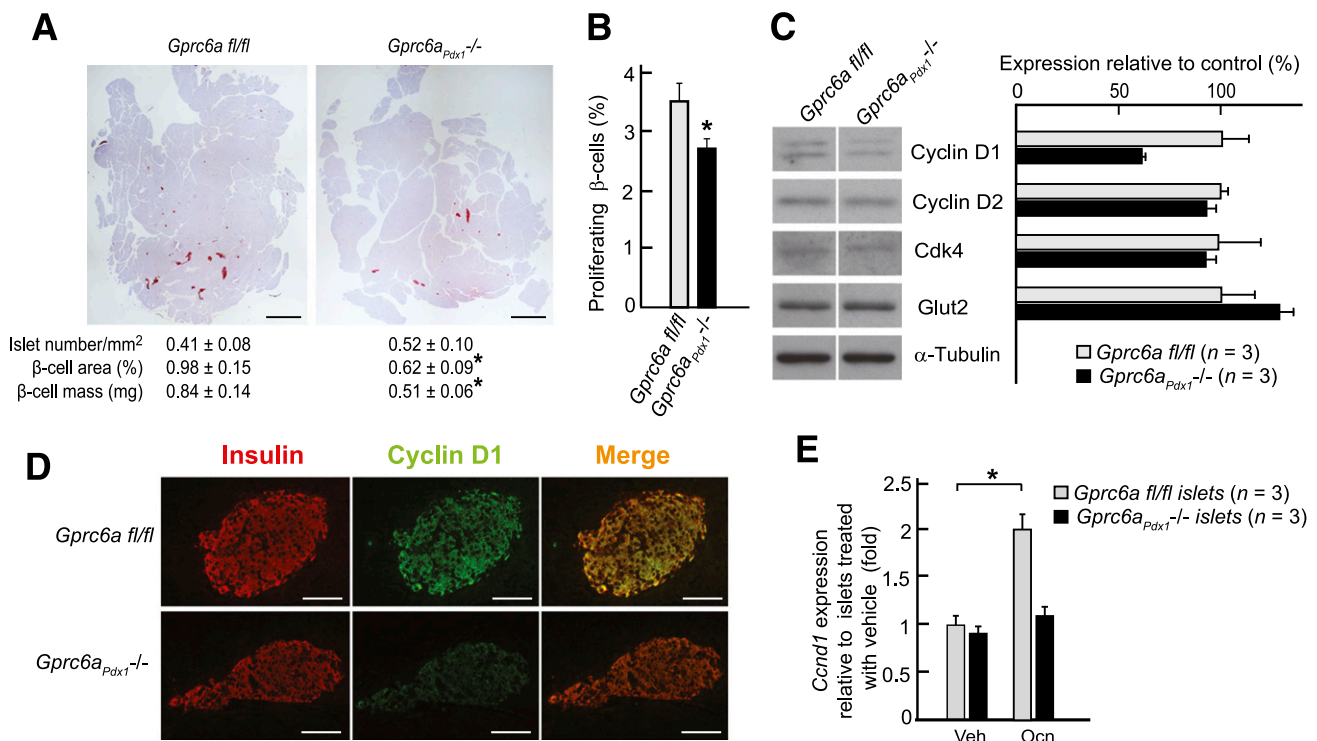 A
Gprc6a fl/fl
Gprc6aPdx1-/-
Islet number/mm2 0.41 ± 0.08 0.52 ± 0.10
β-cell area (%) 0.98 ± 0.15 0.62 ± 0.09*
β-cell mass (mg) 0.84 ± 0.14 0.51 ± 0.06*
B
Proliferating β-cells (%)
4
3
2
1
0
*
Gprc6a fl/fl
Gprc6aPdx1-/-
C
Gprc6a fl/fl
Gprc6aPdx1-/-
Expression relative to control (%)
0 50 100
Cyclin D1
Cyclin D2
Cdk4
Glut2
α-Tubulin
Gprc6a fl/fl (n = 3)
Gprc6aPdx1-/- (n = 3)
D
Insulin Cyclin D1 Merge
Gprc6a fl/fl
Gprc6aPdx1-/-
E
Ccnd1 expression
relative to islets treated
with vehicle (fold)
2.5
2
1.5
1
0.5
0
*
Veh Ocn
Gprc6a fl/fl islets (n = 3)
Gprc6aPdx1-/- islets (n = 3)